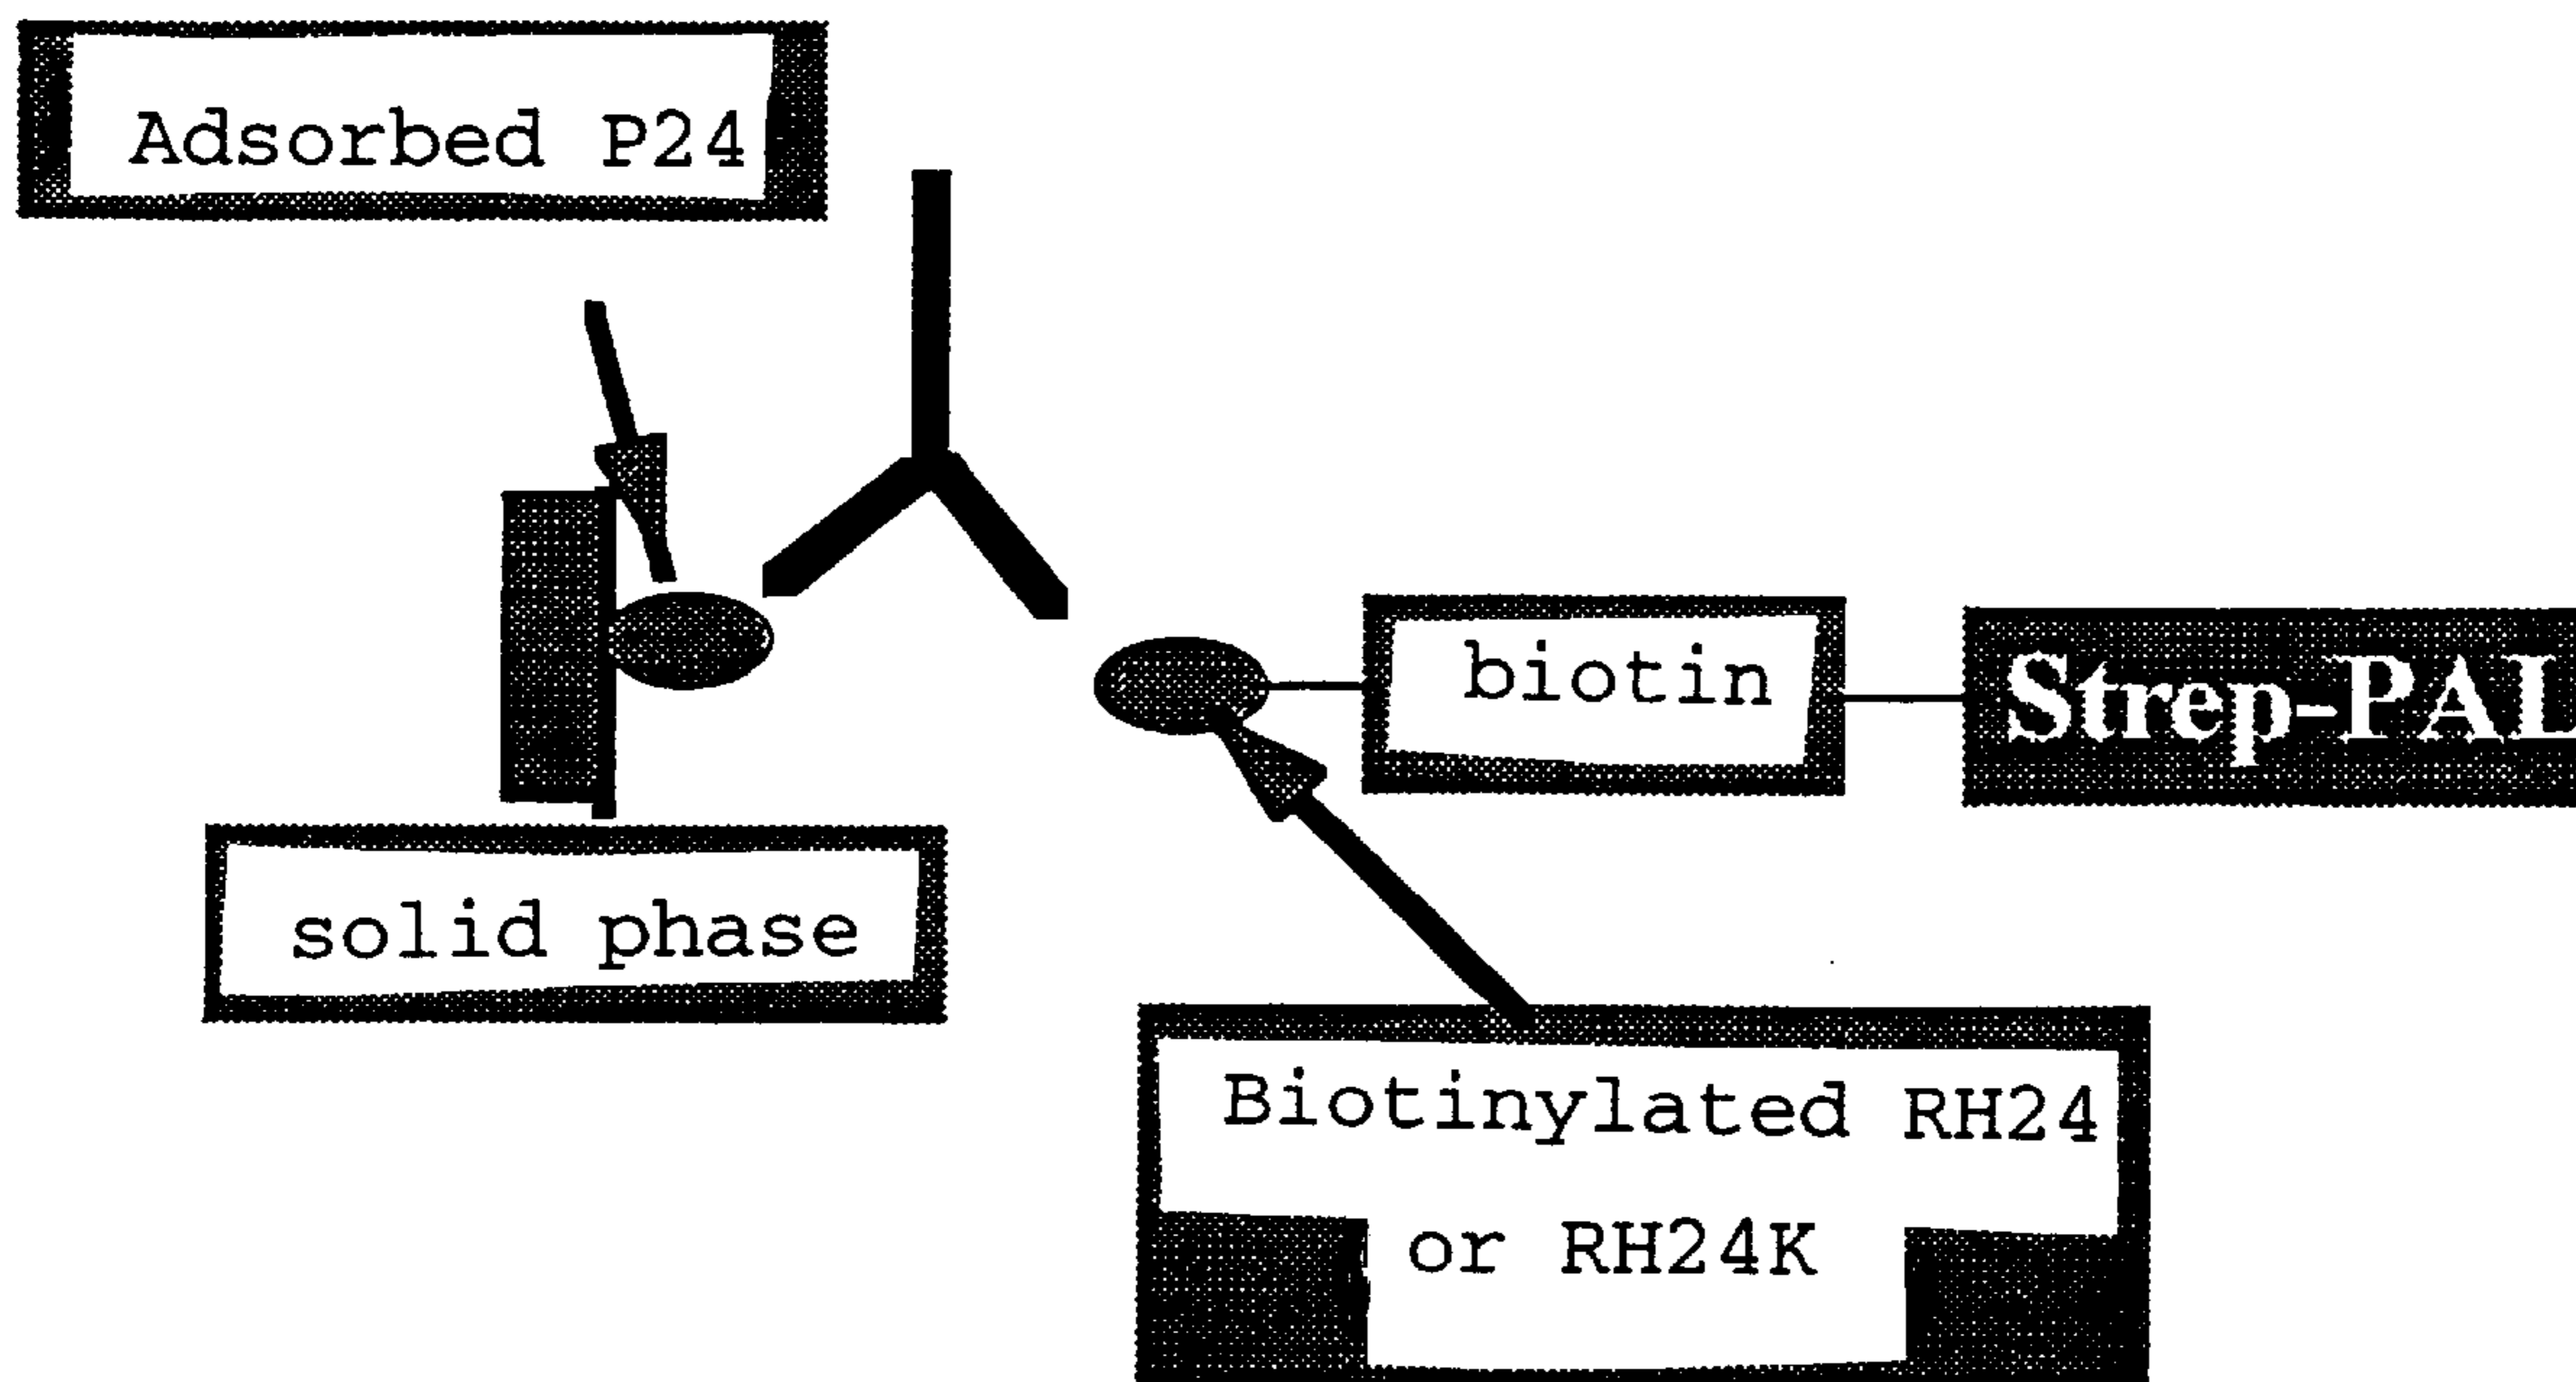 Adsorbed P24
biotin
Strep-PAL
solid phase
Biotinylated RH24
or RH24K